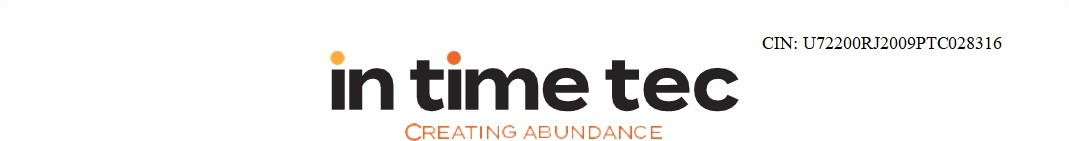 CIN: U72200RJ2009PTC028316
in time tec
CREATING ABUNDANCE